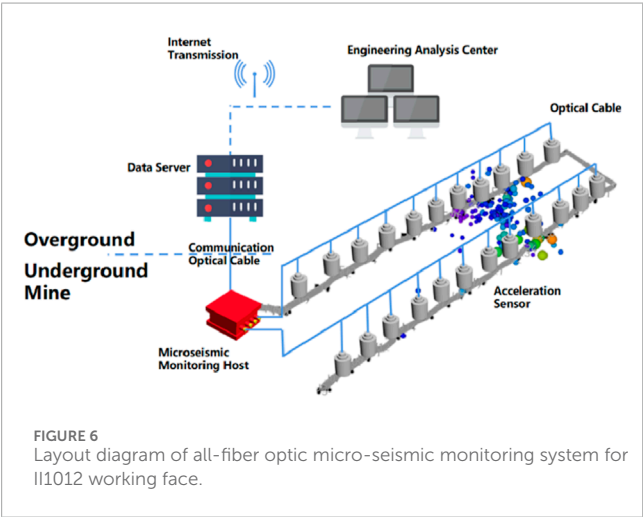 Internet
Transmission
Engineering Analysis Center
Optical Cable
Data Server
Overground
Communication
Optical Cable
Underground
Mine
Acceleration
Sensor
Microseismic
Monitoring Host
FIGURE 6
Layout diagram of all-fiber optic micro-seismic monitoring system for
II1012 working face.